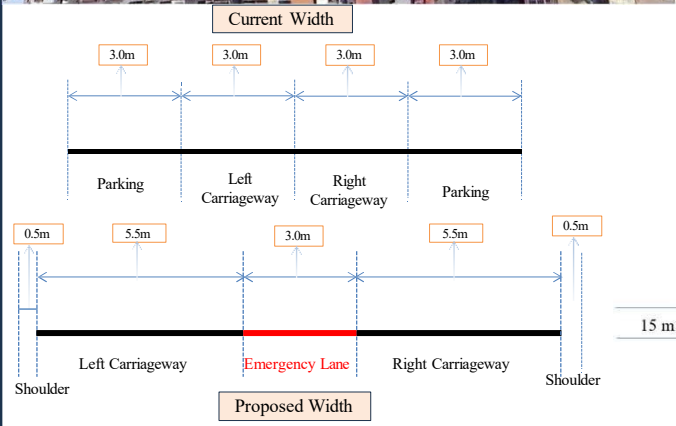 Current Width
3.0m
3.0m
3.0m
3.0m
Parking
Left
Carriageway
Right
Carriageway
Parking
0.5m
5.5m
3.0m
5.5m
0.5m
15 m
Left Carriageway
Emergency Lane
Right Carriageway
Shoulder
Shoulder
Proposed Width